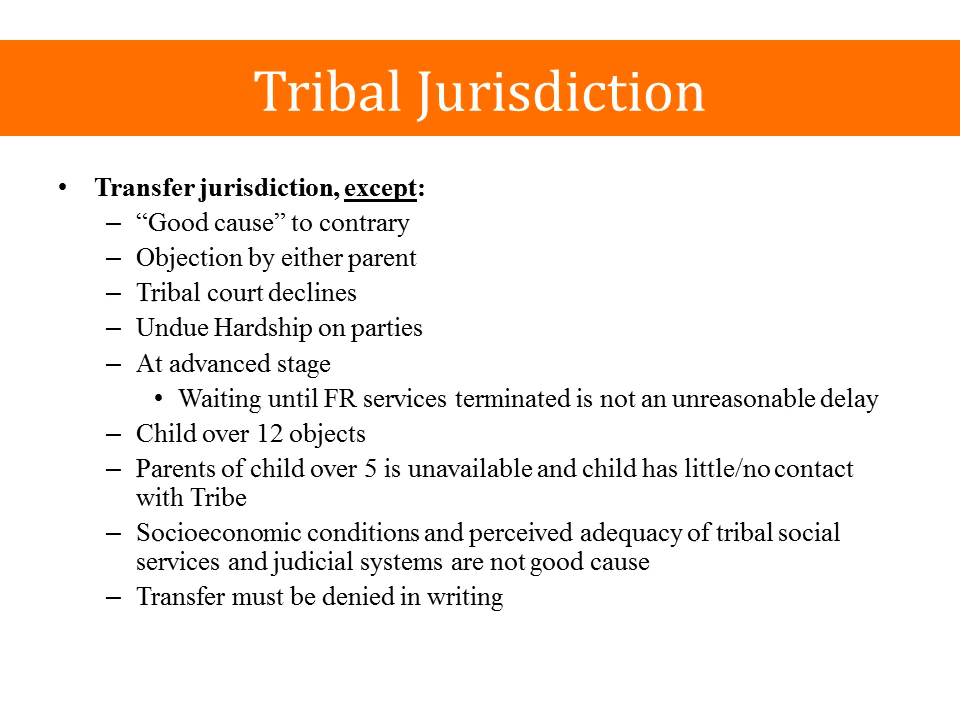 Tribal Jurisdiction
• Transfer jurisdiction, except:
– “Good cause” to contrary
– Objection by either parent
– Tribal court declines
– Undue Hardship on parties
– At advanced stage
• Waiting until FR services terminated is not an unreasonable delay
– Child over 12 objects
– Parents of child over 5 is unavailable and child has little/no contact
with Tribe
– Socioeconomic conditions and perceived adequacy of tribal social
services and judicial systems are not good cause
– Transfer must be denied in writing